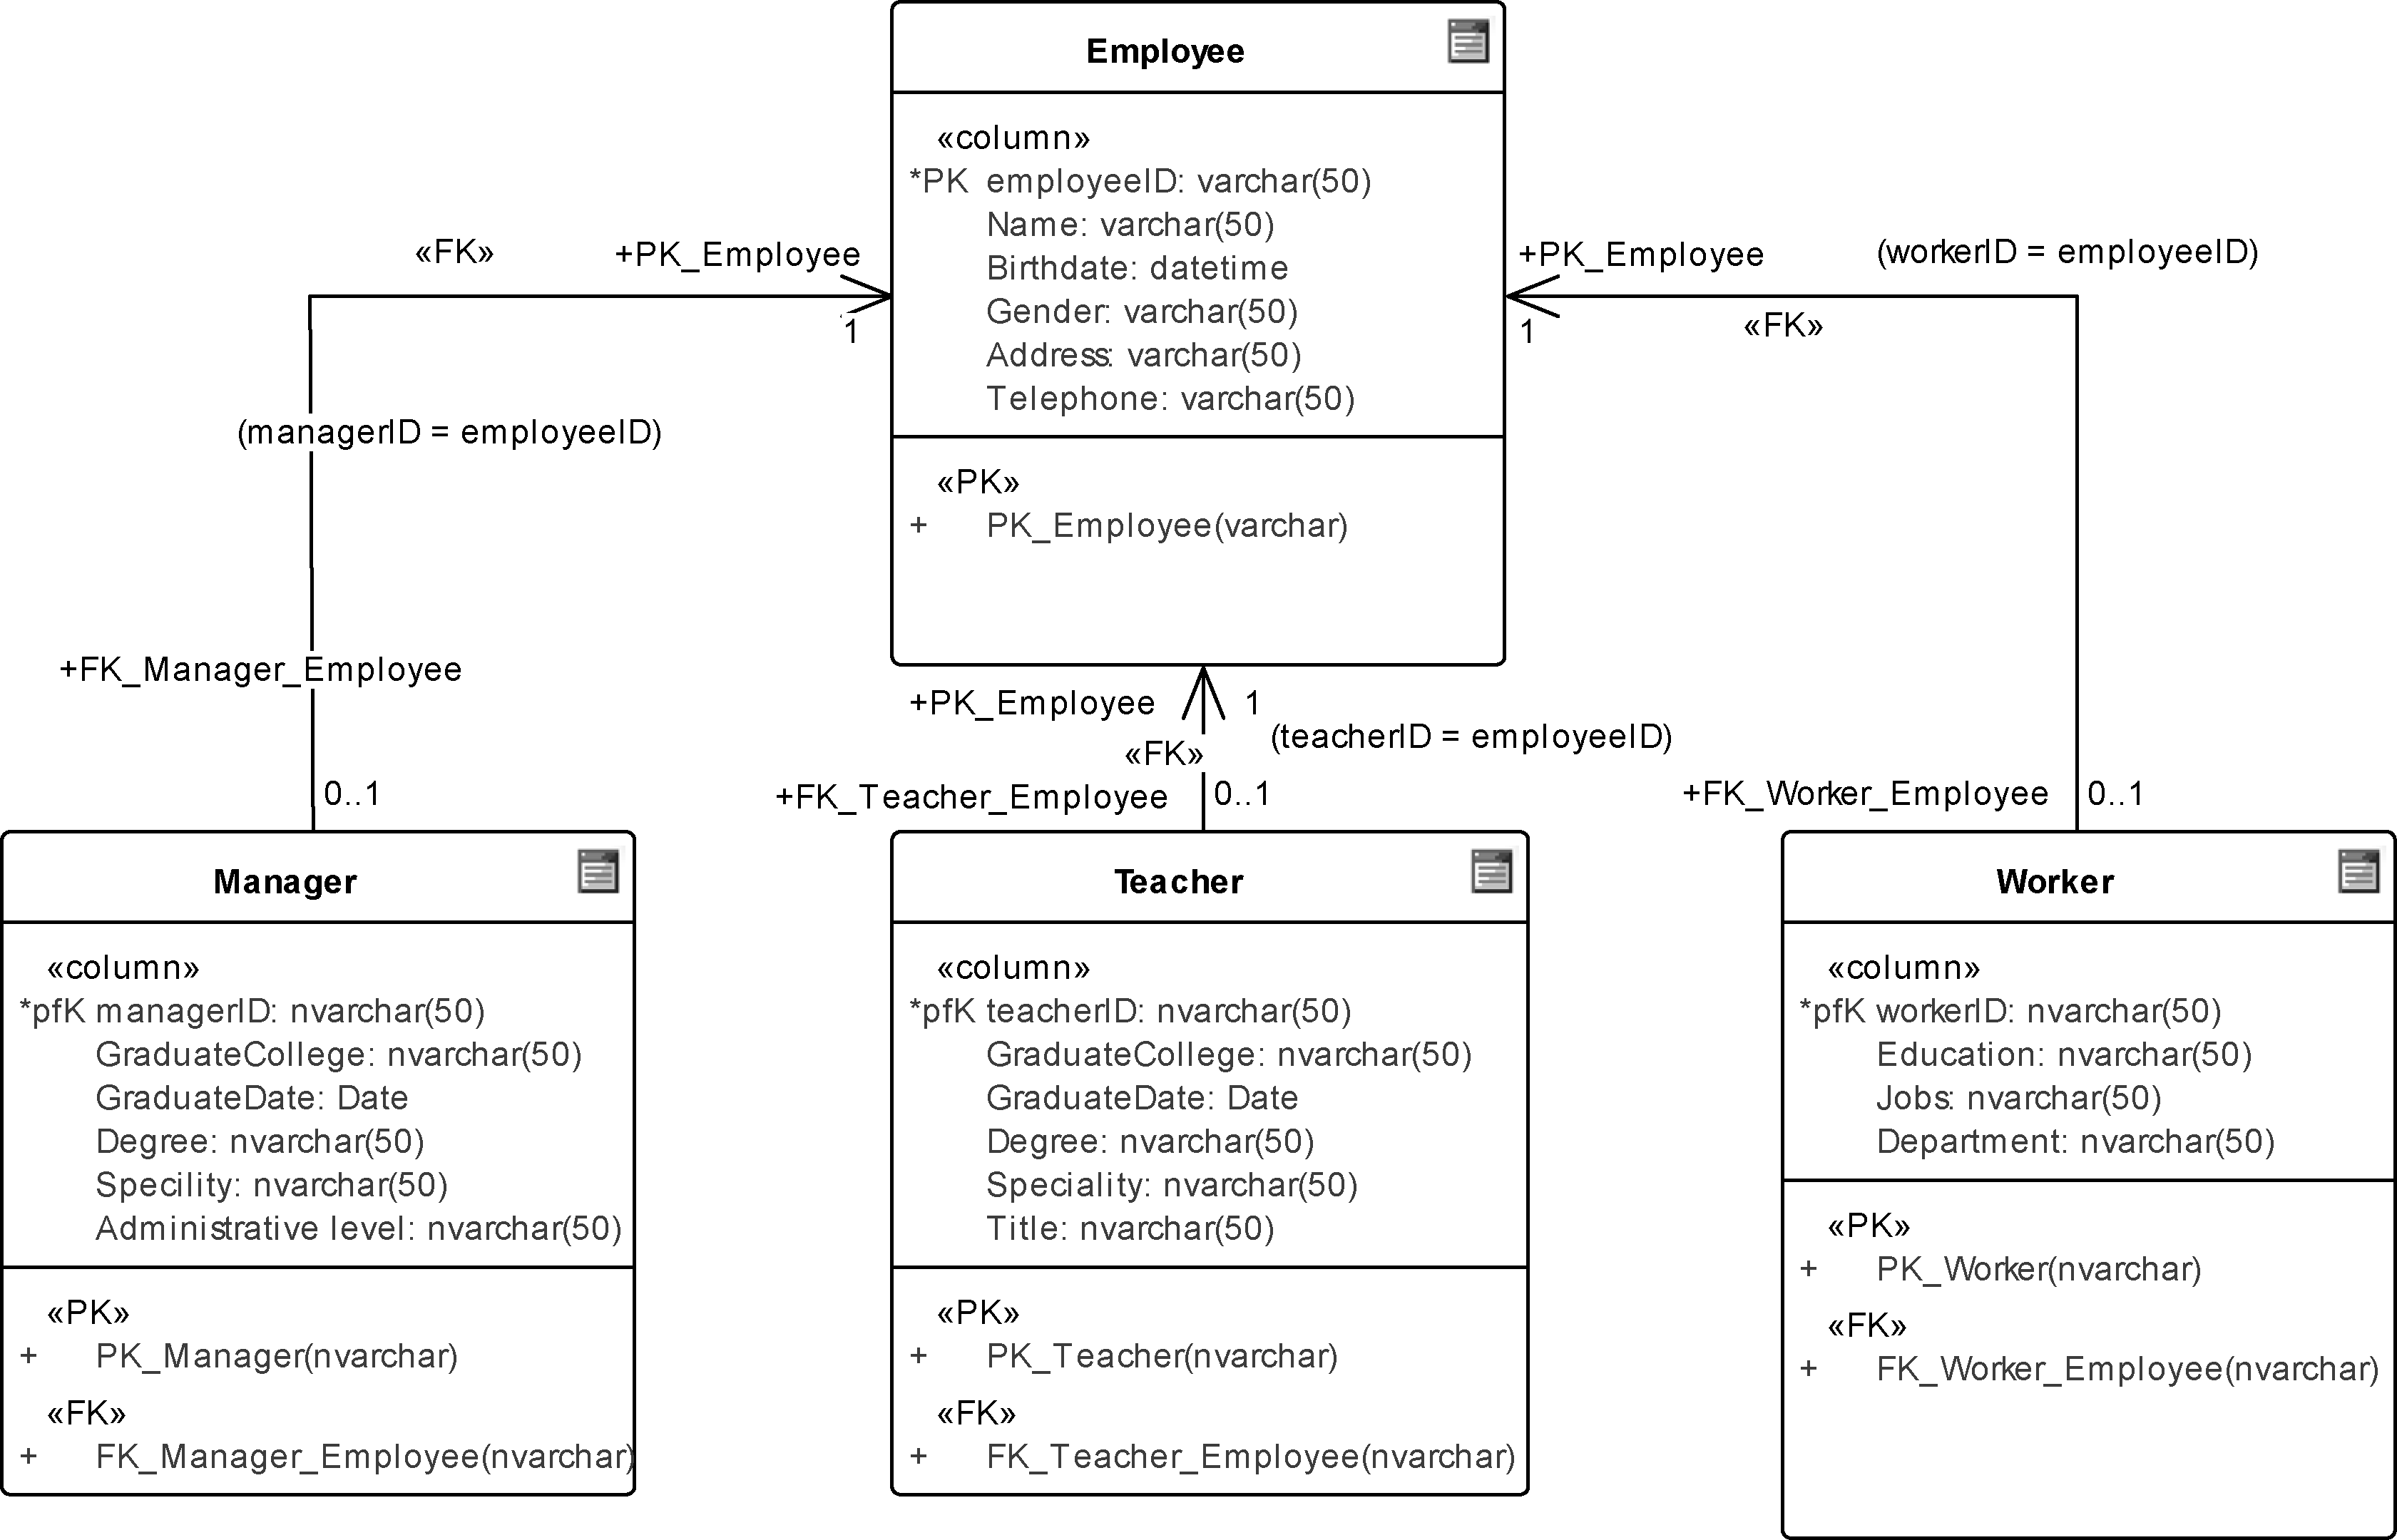 Employee
«column»
*PK employeeID: varchar(50)
Name: varchar(50)
Birthdate: datetime
Gender: varchar(50)
Address: varchar(50)
Telephone: varchar(50)
«PK»
+ PK_Employee(varchar)
«FK»
+PK_Employee
1
(managerID = employeeID)
+FK_Manager_Employee
0..1
+PK_Employee
1
(workerID = employeeID)
«FK»
+FK_Worker_Employee
0..1
+PK_Employee
1
(teacherID = employeeID)
«FK»
+FK_Teacher_Employee
0..1
Manager
«column»
*pfK managerID: nvarchar(50)
GraduateCollege: nvarchar(50)
GraduateDate: Date
Degree: nvarchar(50)
Specility: nvarchar(50)
Administrative level: nvarchar(50)
«PK»
+ PK_Manager(nvarchar)
«FK»
+ FK_Manager_Employee(nvarchar)
Teacher
«column»
*pfK teacherID: nvarchar(50)
GraduateCollege: nvarchar(50)
GraduateDate: Date
Degree: nvarchar(50)
Speciality: nvarchar(50)
Title: nvarchar(50)
«PK»
+ PK_Teacher(nvarchar)
«FK»
+ FK_Teacher_Employee(nvarchar)
Worker
«column»
*pfK workerID: nvarchar(50)
Education: nvarchar(50)
Jobs: nvarchar(50)
Department: nvarchar(50)
«PK»
+ PK_Worker(nvarchar)
«FK»
+ FK_Worker_Employee(nvarchar)